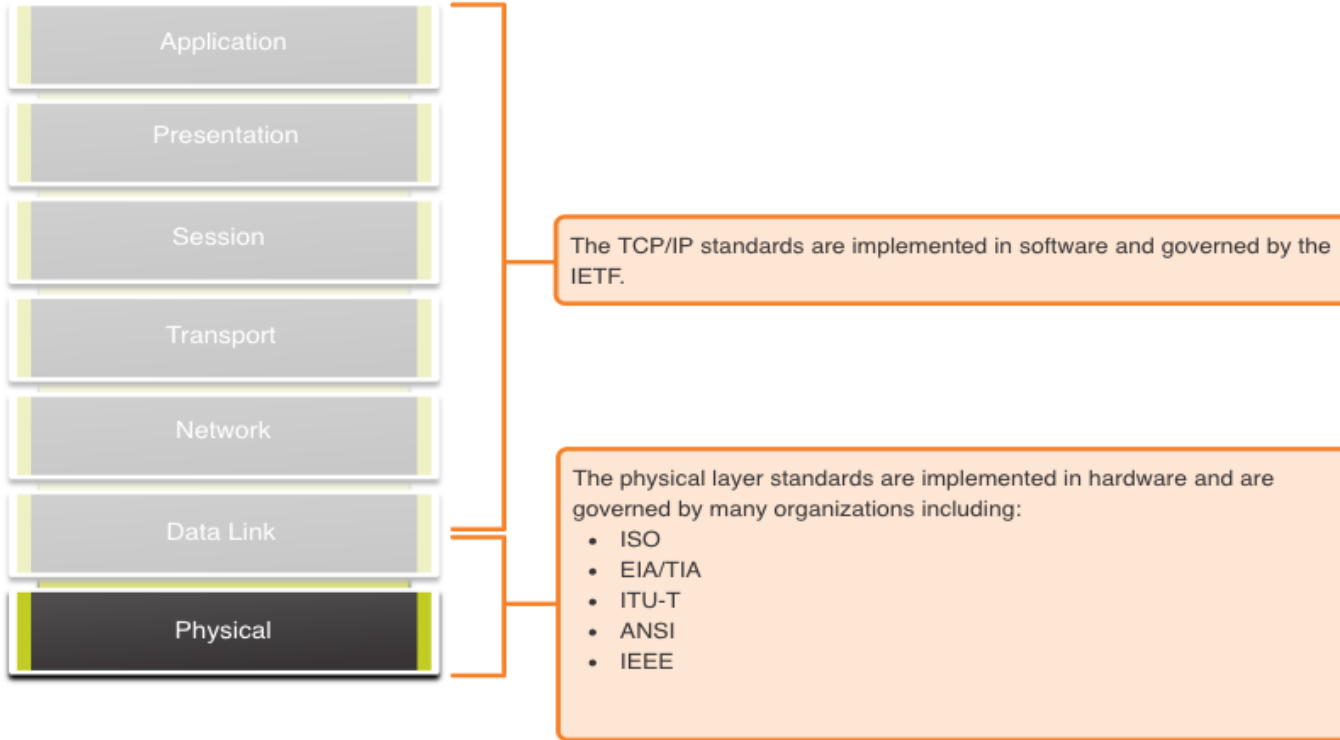 Application
Presentation
Session
Transport
Network
Data Link
Physical
The TCP/IP standards are implemented in software and governed by the
IETF.
The physical layer standards are implemented in hardware and are
governed by many organizations including:
• ISO
• EIA/TIA
• ITU-T
• ANSI
• IEEE